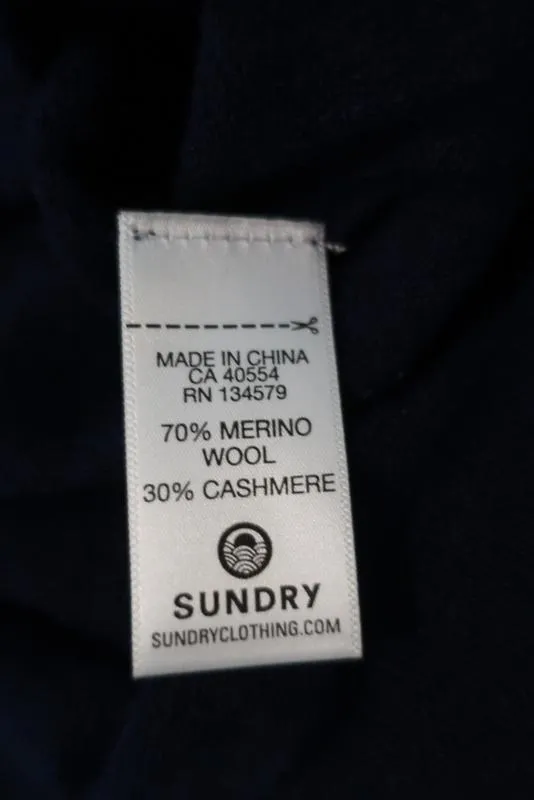 MADE IN CHINA
CA 40554
RN 134579
70% MERINO
WOOL
30% CASHMERE
SUNDRY
SUNDRYCLOTHING.COM